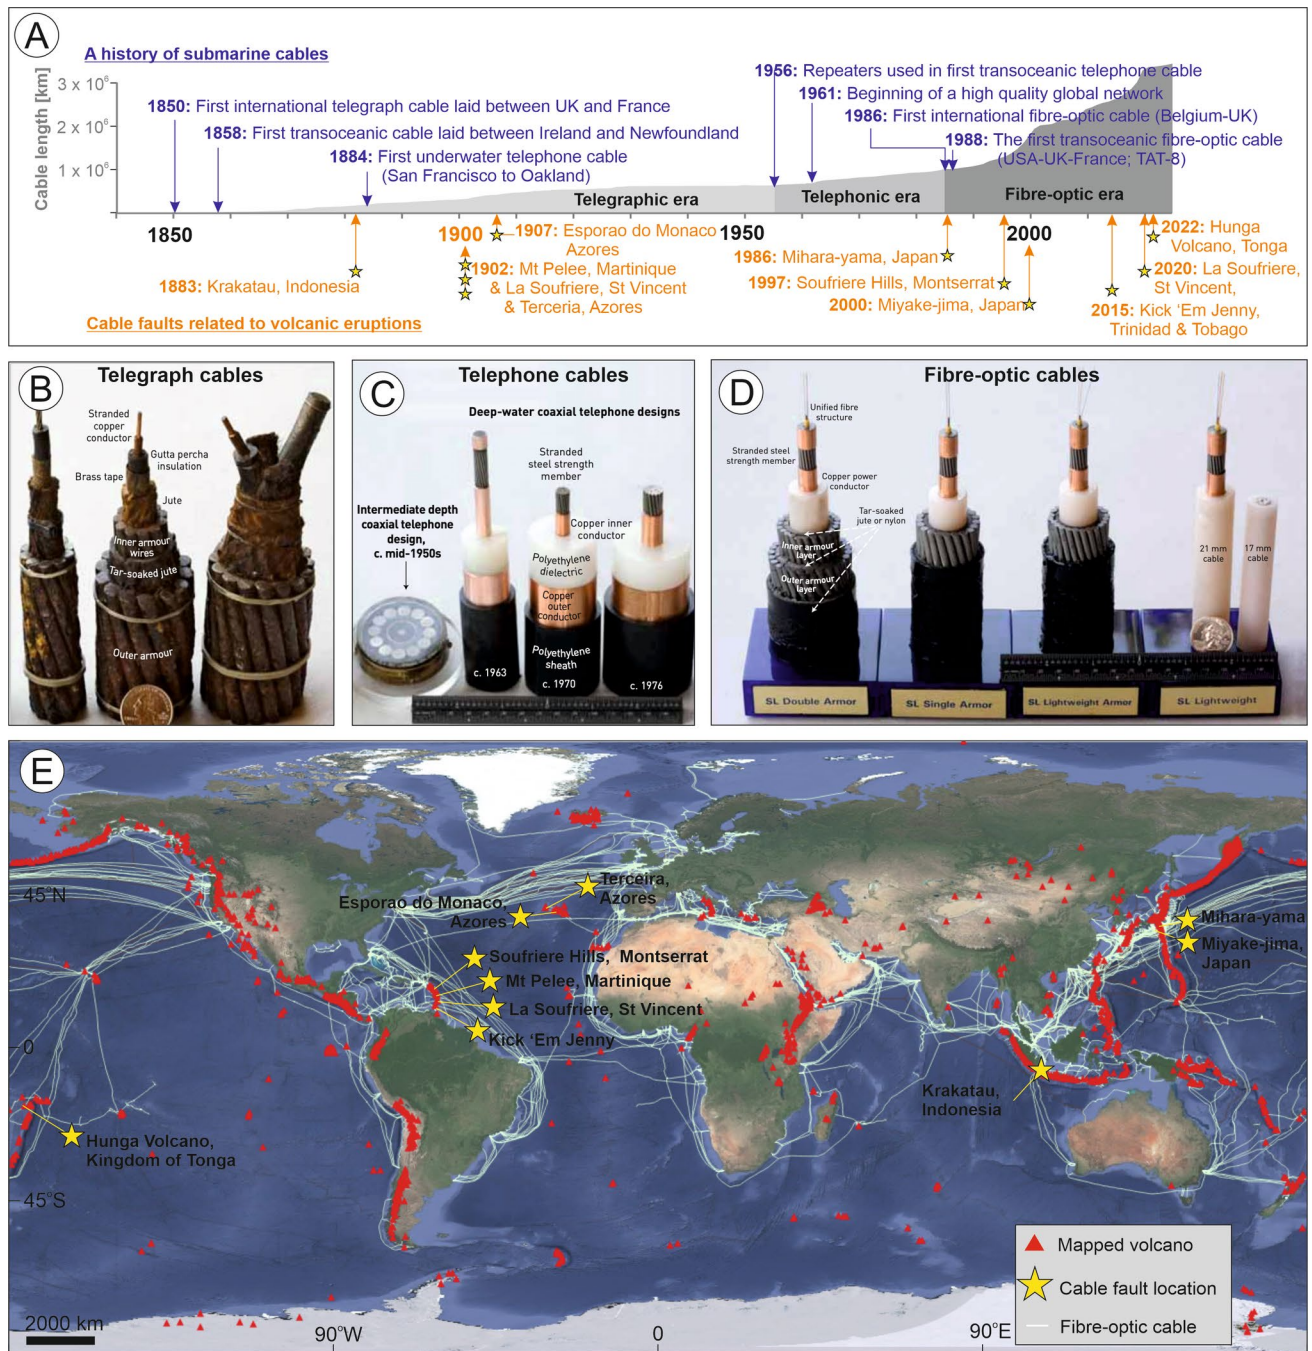 A
A history of submarine cables
Cable length [km]
3 x 10⁶
2 x 10⁶
1 x 10⁶
1850: First international telegraph cable laid between UK and France
1858: First transoceanic cable laid between Ireland and Newfoundland
1884: First underwater telephone cable
(San Francisco to Oakland)
1956: Repeaters used in first transoceanic telephone cable
1961: Beginning of a high quality global network
1986: First international fibre-optic cable (Belgium-UK)
1988: The first transoceanic fibre-optic cable
(USA-UK-France; TAT-8)
Telegraphic era
Telephonic era
Fibre-optic era
1850
1900
1950
2000
1883: Krakatau, Indonesia
1907: Esporao do Monaco
Azores
1902: Mt Pelee, Martinique
& La Soufriere, St Vincent
& Terceria, Azores
1986: Mihara-yama, Japan
1997: Soufriere Hills, Montserrat
2000: Miyake-jima, Japan
2022: Hunga
Volcano, Tonga
2020: La Soufriere,
St Vincent,
2015: Kick ‘Em Jenny,
Trinidad & Tobago
Cable faults related to volcanic eruptions
B
Telegraph cables
Stranded
copper
conductor
Gutta percha
insulation
Brass tape
Jute
Inner armour
wires
Tar-soaked jute
Outer armour
C
Telephone cables
Deep-water coaxial telephone designs
Stranded
steel strength
member
Intermediate depth
coaxial telephone
design,
c. mid-1950s
Copper inner
conductor
Polyethylene
dielectric
Copper
outer
conductor
Polyethylene
sheath
c. 1963
c. 1970
c. 1976
D
Fibre-optic cables
Unified fibre
structure
Stranded steel
strength member
Copper power
conductor
Tar-soaked
jute or nylon
Inner armour
layer
Outer armour
layer
21 mm
cable
17 mm
cable
SL Double Armor
SL Single Armor
SL Lightweight Armor
SL Lightweight
E
45°N
0
45°S
Terceira,
Azores
Esporao do Monaco,
Azores
Soufriere Hills, Montserrat
Mt Pelee, Martinique
La Soufriere, St Vincent
Kick ‘Em Jenny
Mihara-yama
Miyake-jima,
Japan
Krakatau,
Indonesia
Hunga Volcano,
Kingdom of Tonga
Mapped volcano
Cable fault location
Fibre-optic cable
2000 km
90°W
0
90°E